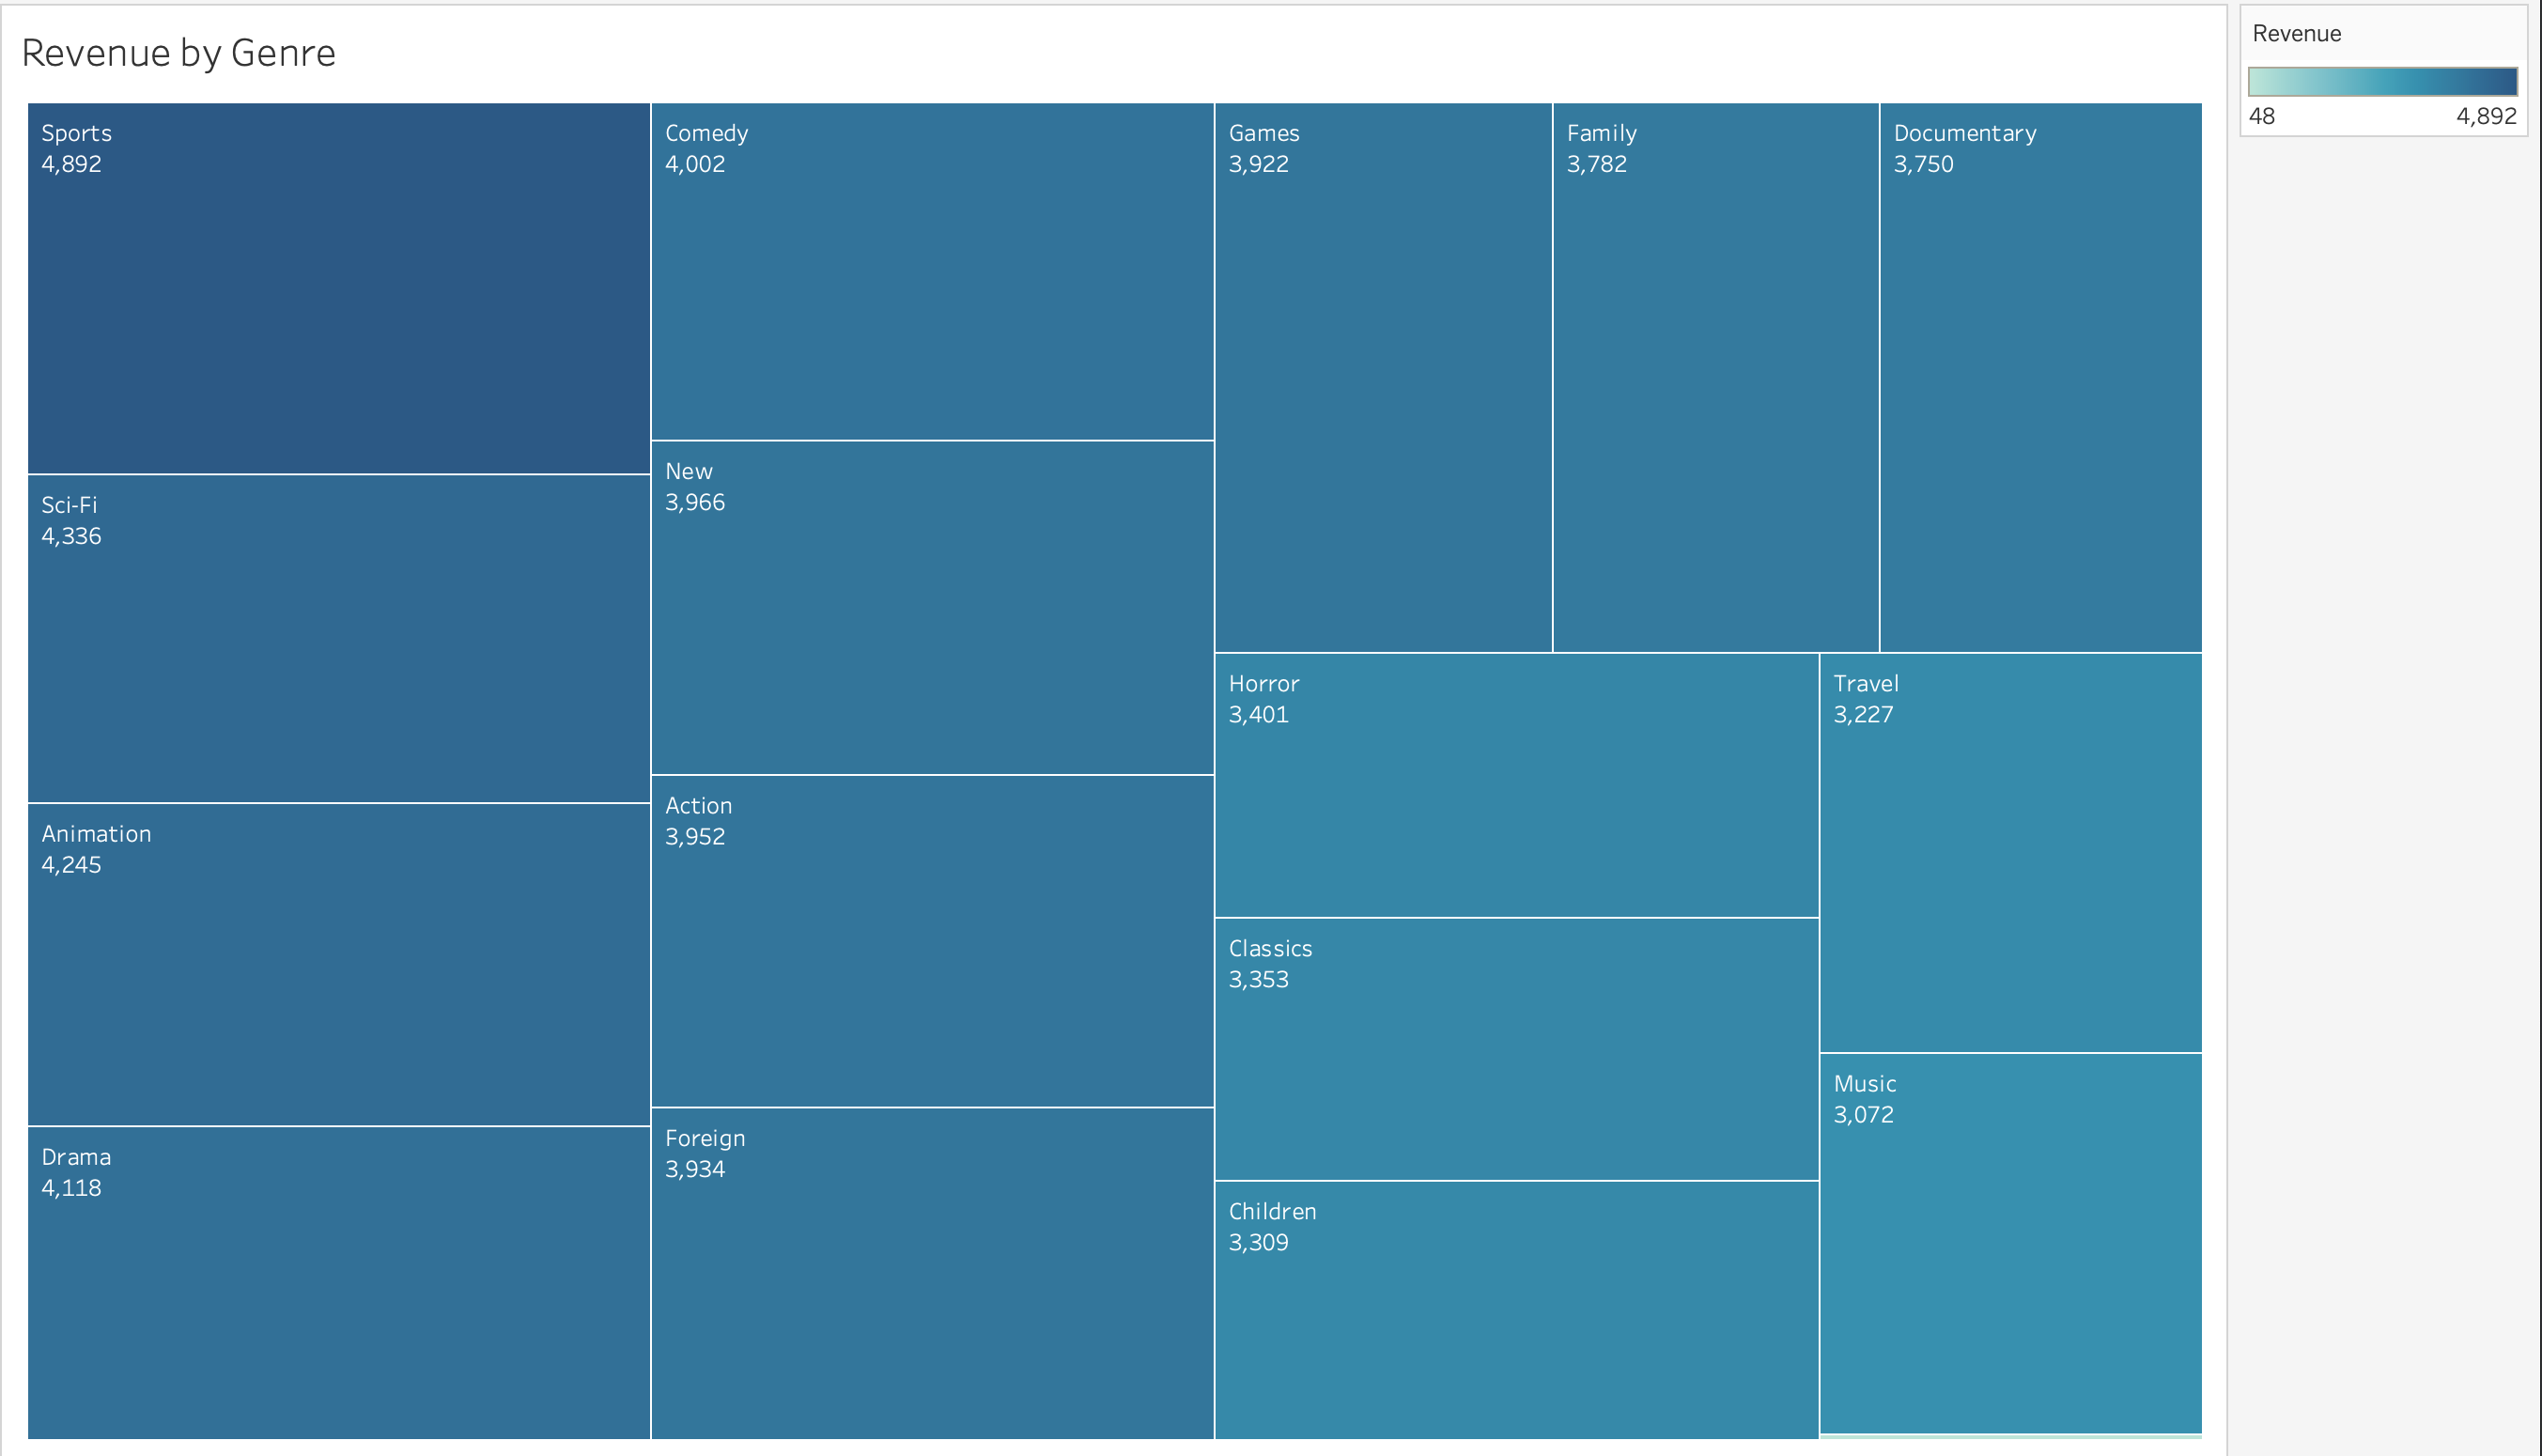 Revenue by Genre
Sports
4,892
Sci-Fi
4,336
Animation
4,245
Drama
4,118
Comedy
4,002
New
3,966
Action
3,952
Foreign
3,934
Games
3,922
Family
3,782
Documentary
3,750
Horror
3,401
Classics
3,353
Children
3,309
Travel
3,227
Music
3,072
Revenue
48 4,892